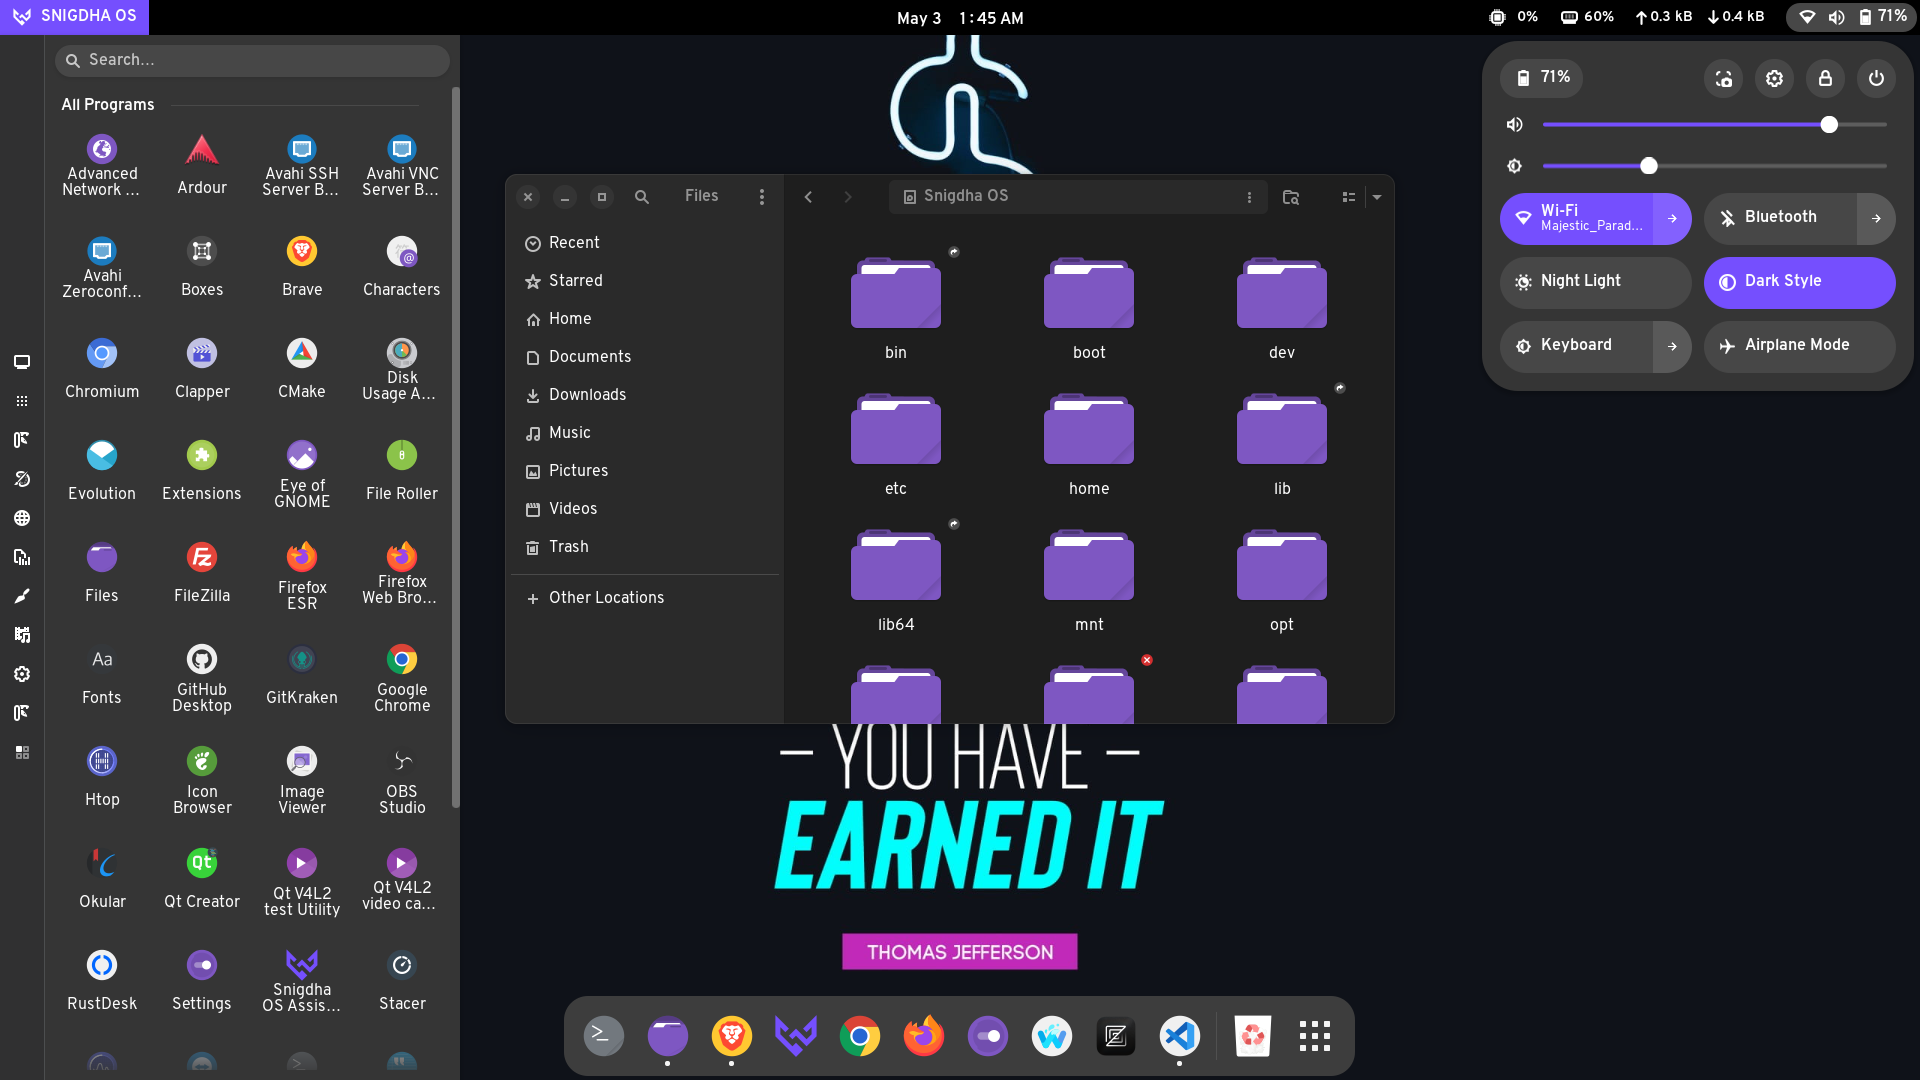 SNIGDHA OS
May 3 1:45 AM
0%
60%
0.3 kB
0.4 kB
71%
Search...
All Programs
Advanced
Network ...
Ardour
Avahi SSH
Server B...
Avahi VNC
Server B...
Avahi
Zeroconf...
Boxes
Brave
Characters
Chromium
Clapper
CMake
Disk
Usage A...
Evolution
Extensions
Eye of
GNOME
File Roller
Files
FileZilla
Firefox
ESR
Firefox
Web Bro...
Aa
Fonts
GitHub
Desktop
GitKraken
Google
Chrome
Htop
Icon
Browser
Image
Viewer
OBS
Studio
Okular
Qt
Qt Creator
Qt V4L2
test Utility
Qt V4L2
video ca...
RustDesk
Settings
Snigdha
OS Assis...
Stacer
Files
Snigdha OS
Recent
Starred
Home
Documents
Downloads
Music
Pictures
Videos
Trash
Other Locations
bin
boot
dev
etc
home
lib
lib64
mnt
opt
71%
Wi-Fi
Majestic_Parad...
Bluetooth
Night Light
Dark Style
Keyboard
Airplane Mode
– YOU HAVE –
EARNED IT
THOMAS JEFFERSON